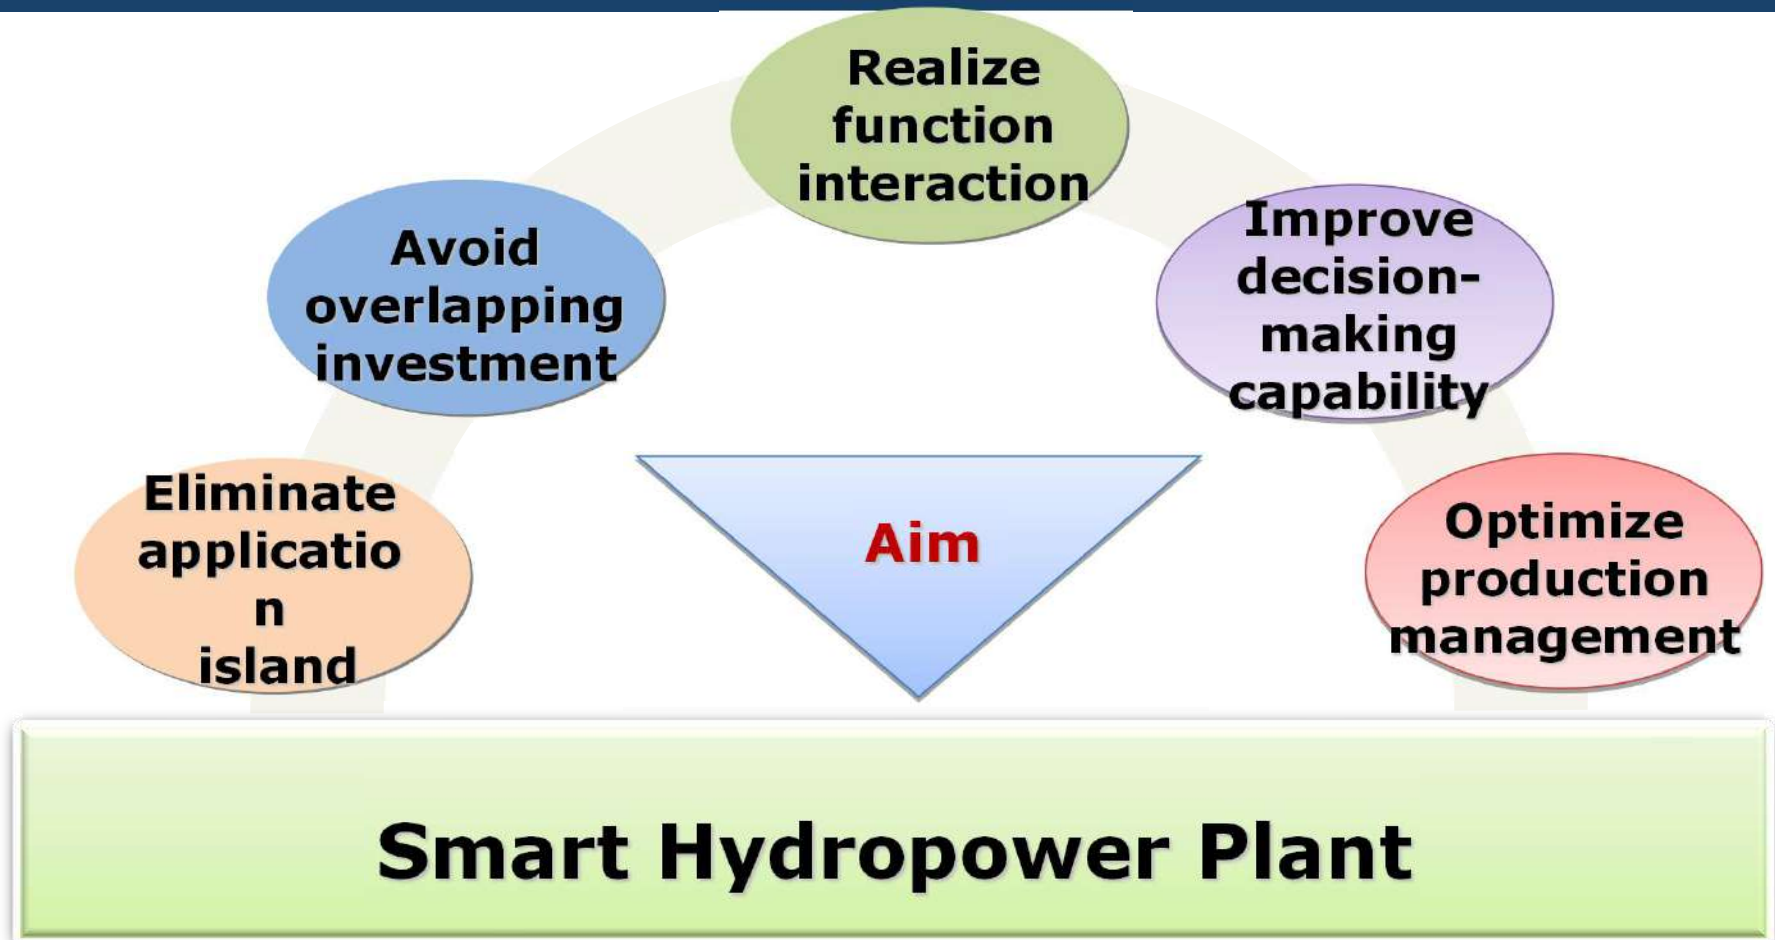 Realize
function
interaction
Avoid
overlapping
investment
Improve
decision-
making
capability
Eliminate
applicatio
n
island
Aim
Optimize
production
management
Smart Hydropower Plant